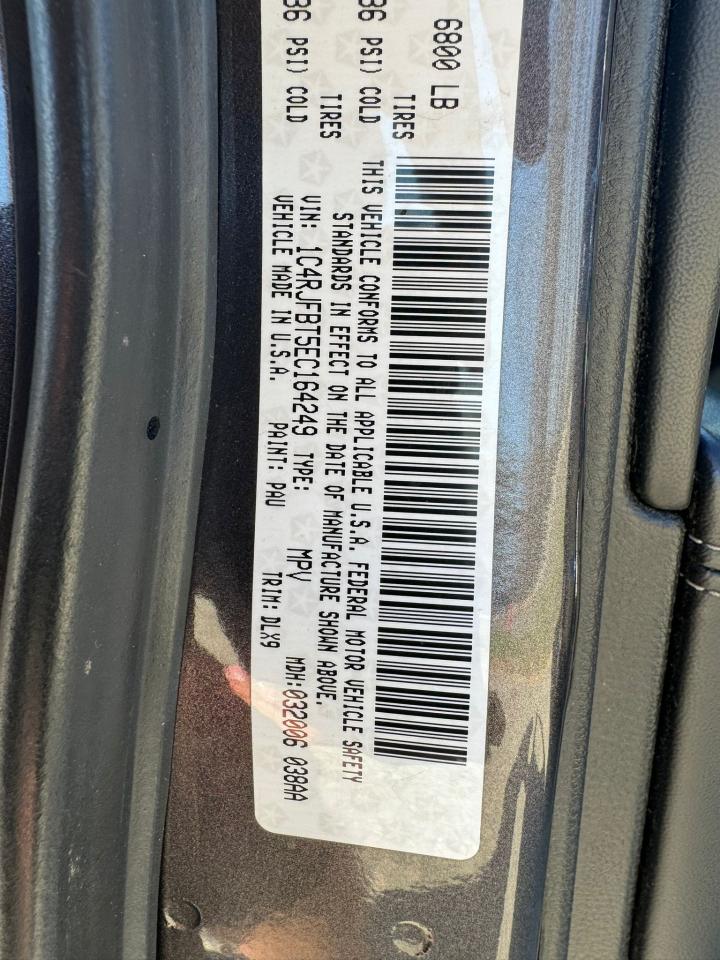 6800 LB
TIRES
86 PSI) COLD
TIRES
86 PSI) COLD
THIS VEHICLE CONFORMS TO ALL APPLICABLE U.S.A. FEDERAL MOTOR VEHICLE SAFETY
STANDARDS IN EFFECT ON THE DATE OF MANUFACTURE SHOWN ABOVE.
VIN: 1C4RJFBT5EC164249 TYPE: MPV MDH:032006 038AA
VEHICLE MADE IN U.S.A. PAINT: PAU TRIM: DLX9